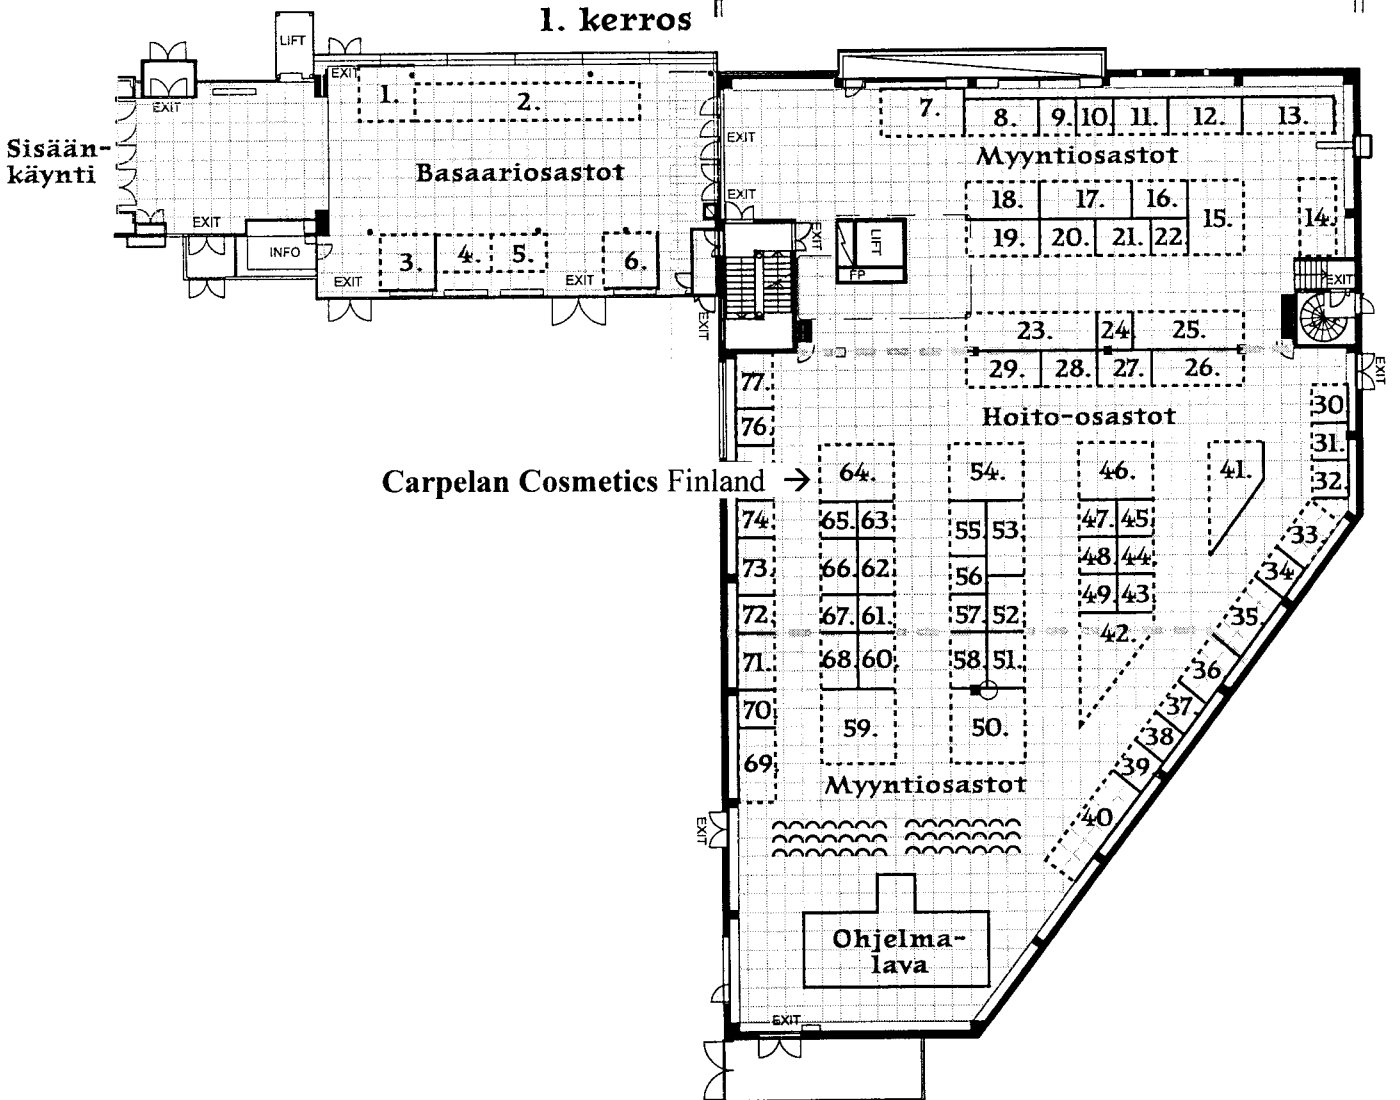 1. kerros
LIFT
EXIT
EXIT
1.
2.
7.
8.
9.
10.
11.
12.
13.
EXIT
Sisään-
käynti
Basaariosastot
Myyntiosastot
EXIT
EXIT
18.
17.
16.
15.
14.
19.
20.
21.
22.
INFO
3.
4.
5.
6.
EXIT
EXIT
EXIT
EXIT
LIFT
FP
EXIT
23.
24.
25.
29.
28.
27.
26.
EXIT
77.
76.
Hoito-osastot
30
31.
32.
Carpelan Cosmetics Finland →
64.
54.
46.
41.
74.
65.
63.
55.
53
47.
45.
33.
73.
66.
62
56
48
44.
34.
72.
67.
61.
57.
52
49.
43.
35.
71.
68.
60.
58.
51.
42.
36
70
59.
50.
37.
38
69.
39
40
Myyntiosastot
EXIT
Ohjelma-
lava
EXIT